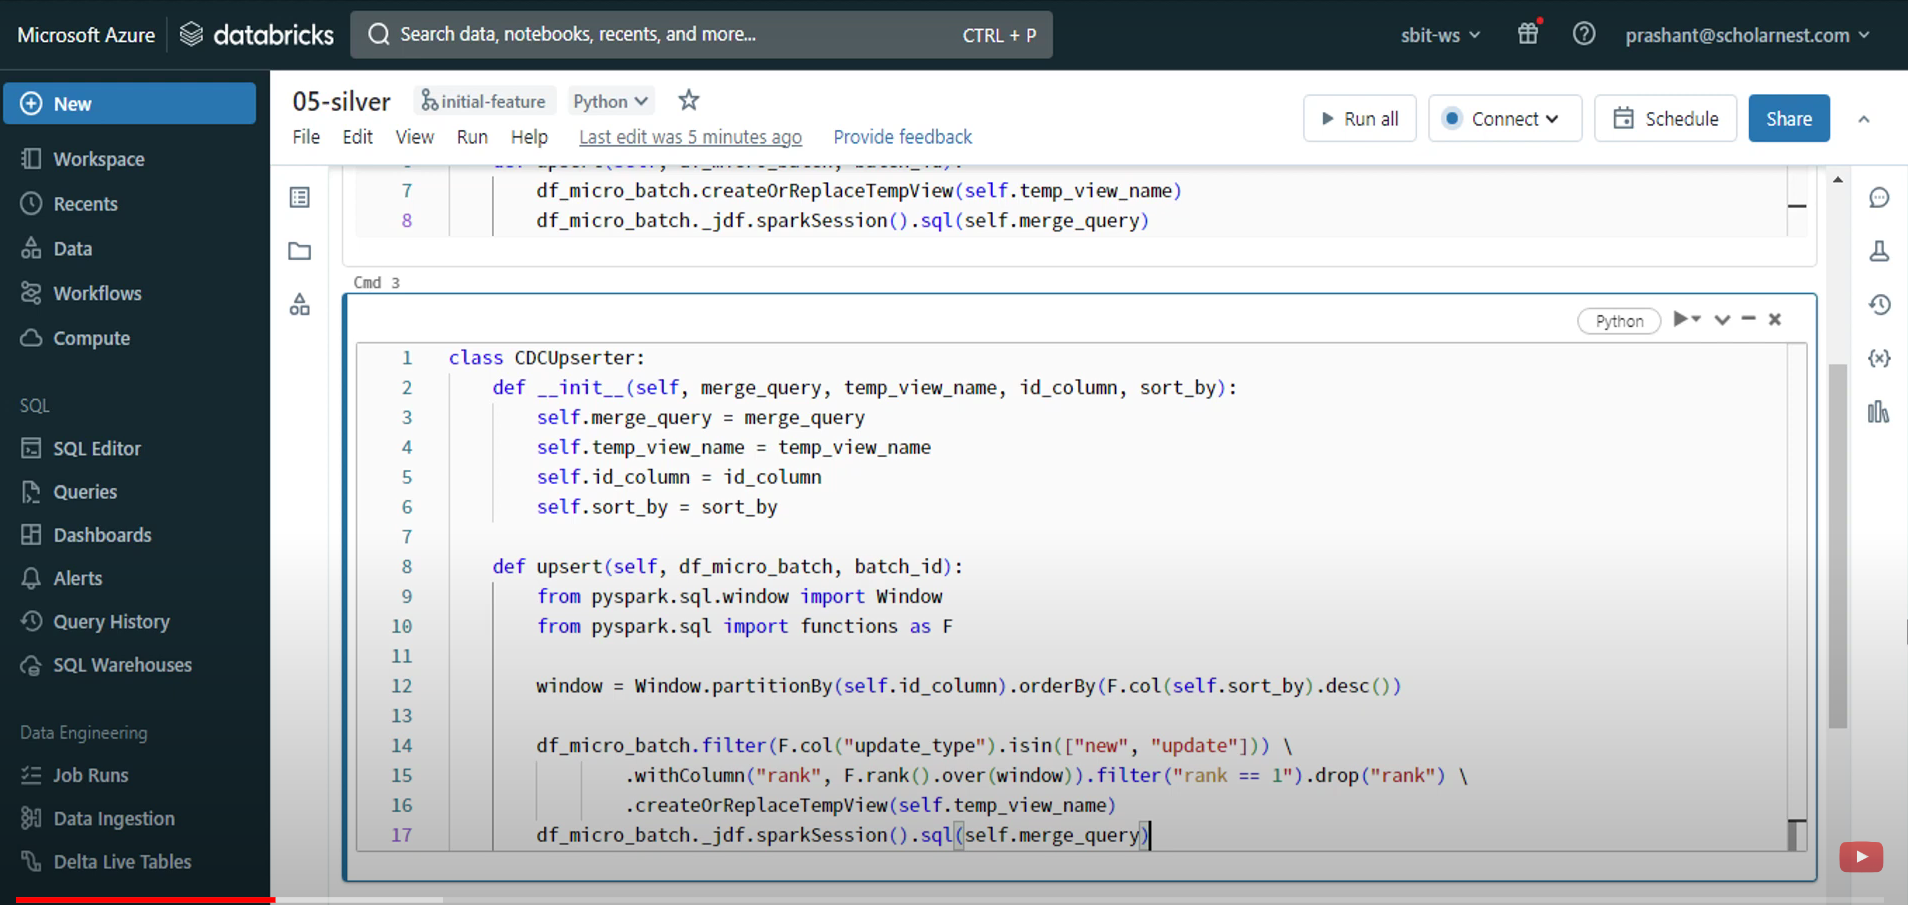 Microsoft Azure
databricks
Search data, notebooks, recents, and more...
CTRL + P
sbit-ws
prashant@scholarnest.com
New
Workspace
Recents
Data
Workflows
Compute
SQL
SQL Editor
Queries
Dashboards
Alerts
Query History
SQL Warehouses
Data Engineering
Job Runs
Data Ingestion
Delta Live Tables
05-silver
initial-feature
Python
File Edit View Run Help Last edit was 5 minutes ago Provide feedback
Run all
Connect
Schedule
Share
7 df_micro_batch.createOrReplaceTempView(self.temp_view_name)
8 df_micro_batch._jdf.sparkSession().sql(self.merge_query)
Cmd 3
Python
1 class CDCUpserter:
2 def __init__(self, merge_query, temp_view_name, id_column, sort_by):
3 self.merge_query = merge_query
4 self.temp_view_name = temp_view_name
5 self.id_column = id_column
6 self.sort_by = sort_by
7
8 def upsert(self, df_micro_batch, batch_id):
9 from pyspark.sql.window import Window
10 from pyspark.sql import functions as F
11
12 window = Window.partitionBy(self.id_column).orderBy(F.col(self.sort_by).desc())
13
14 df_micro_batch.filter(F.col("update_type").isin(["new", "update"])) \
15 .withColumn("rank", F.rank().over(window)).filter("rank == 1").drop("rank") \
16 .createOrReplaceTempView(self.temp_view_name)
17 df_micro_batch._jdf.sparkSession().sql(self.merge_query)